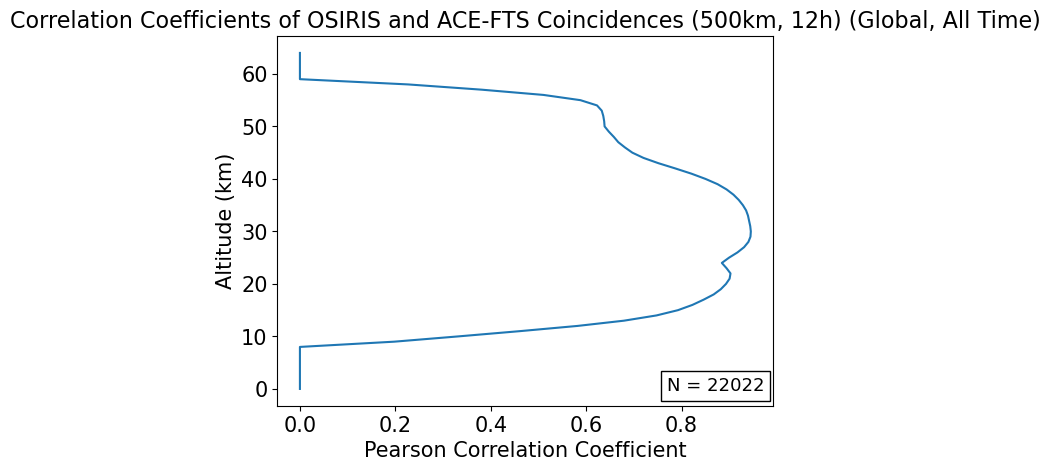 Correlation Coefficients of OSIRIS and ACE-FTS Coincidences (500km, 12h) (Global, All Time)
Altitude (km)
60
50
40
30
20
10
0
N = 22022
0.0 0.2 0.4 0.6 0.8
Pearson Correlation Coefficient